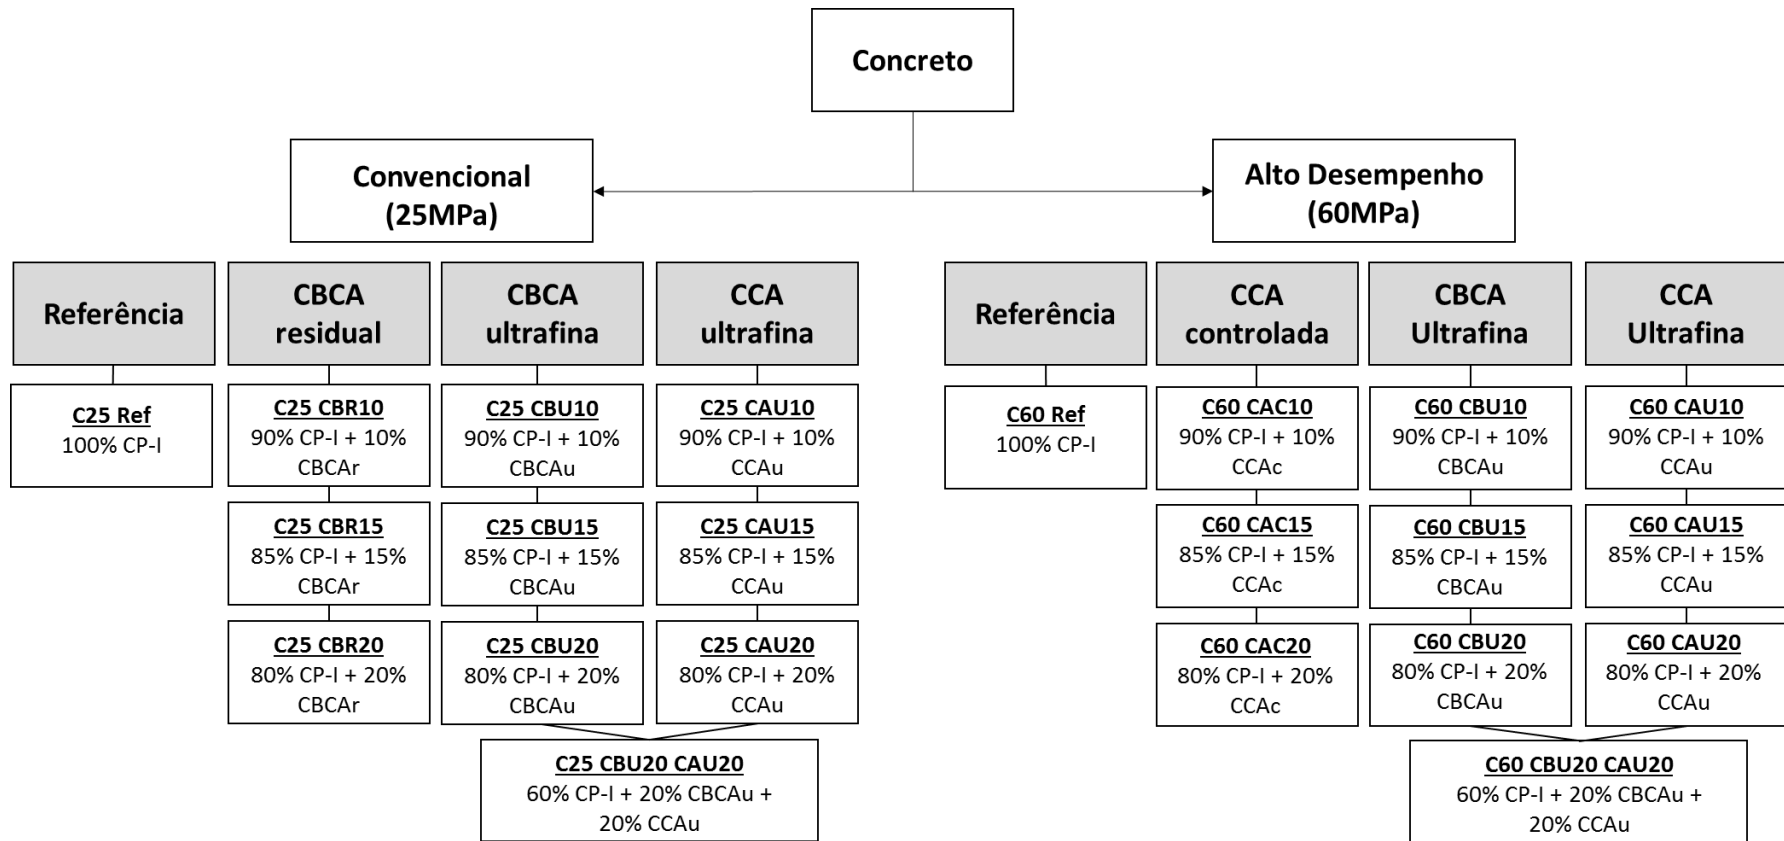 Concreto
Convencional
(25MPa)
Alto Desempenho
(60MPa)
Referência
CBCA
residual
CBCA
ultrafina
CCA
ultrafina
Referência
CCA
controlada
CBCA
Ultrafina
CCA
Ultrafina
C25 Ref
100% CP-I
C25 CBR10
90% CP-I + 10%
CBCAr
C25 CBU10
90% CP-I + 10%
CBCAu
C25 CAU10
90% CP-I + 10%
CCAu
C60 Ref
100% CP-I
C60 CAC10
90% CP-I + 10%
CCAc
C60 CBU10
90% CP-I + 10%
CBCAu
C60 CAU10
90% CP-I + 10%
CCAu
C25 CBR15
85% CP-I + 15%
CBCAr
C25 CBU15
85% CP-I + 15%
CBCAu
C25 CAU15
85% CP-I + 15%
CCAu
C60 CAC15
85% CP-I + 15%
CCAc
C60 CBU15
85% CP-I + 15%
CBCAu
C60 CAU15
85% CP-I + 15%
CCAu
C25 CBR20
80% CP-I + 20%
CBCAr
C25 CBU20
80% CP-I + 20%
CBCAu
C25 CAU20
80% CP-I + 20%
CCAu
C60 CAC20
80% CP-I + 20%
CCAc
C60 CBU20
80% CP-I + 20%
CBCAu
C60 CAU20
80% CP-I + 20%
CCAu
C25 CBU20 CAU20
60% CP-I + 20% CBCAu +
20% CCAu
C60 CBU20 CAU20
60% CP-I + 20% CBCAu +
20% CCAu